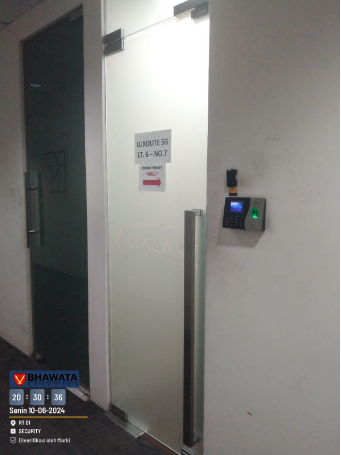 LUXOLITE SG
LT. 6 - NO.7
BHAWATA
20 : 30 : 36
Senin 10-06-2024
RT 01
SECURITY
Diverifikasi oleh Marki